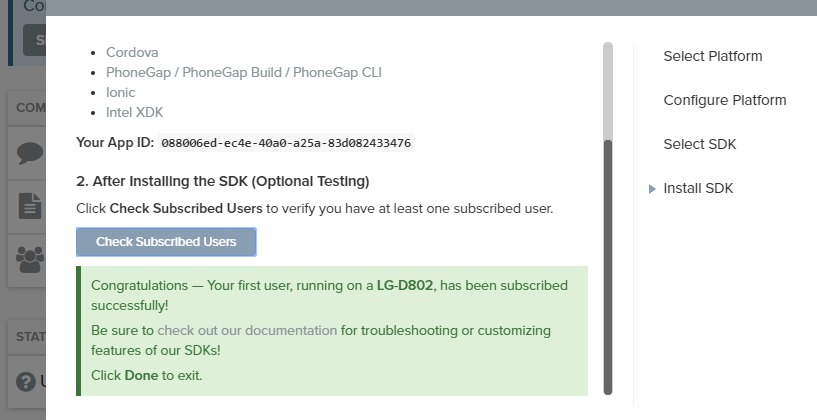 Co
S
COM
STAT
U
Cordova
PhoneGap / PhoneGap Build / PhoneGap CLI
Ionic
Intel XDK
Your App ID: 088006ed-ec4e-40a0-a25a-83d082433476
2. After Installing the SDK (Optional Testing)
Click Check Subscribed Users to verify you have at least one subscribed user.
Check Subscribed Users
Congratulations — Your first user, running on a LG-D802, has been subscribed
successfully!
Be sure to check out our documentation for troubleshooting or customizing
features of our SDKs!
Click Done to exit.
Select Platform
Configure Platform
Select SDK
Install SDK